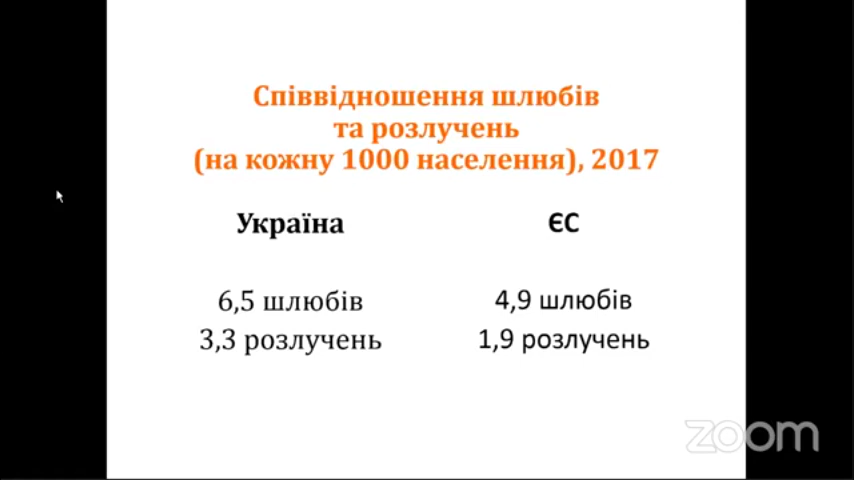 Співвідношення шлюбів
та розлучень
(на кожну 1000 населення), 2017
Україна
ЄС
6,5 шлюбів
4,9 шлюбів
3,3 розлучень
1,9 розлучень
zoom